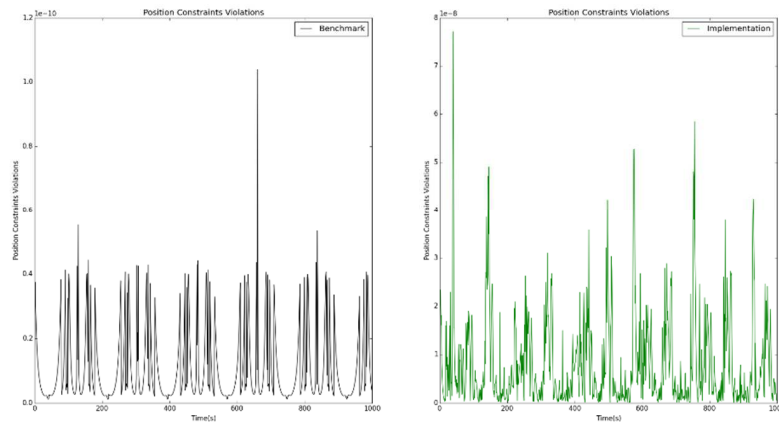 Position Constraints Violations
1e−10
1.2
1.0
0.8
0.6
0.4
0.2
0.0
Benchmark
Position Constraints Violations
0
200
400
600
800
1000
Time(s)
Position Constraints Violations
1e−8
8
7
6
5
4
3
2
1
0
Implementation
Position Constraints Violations
0
200
400
600
800
1000
Time(s)